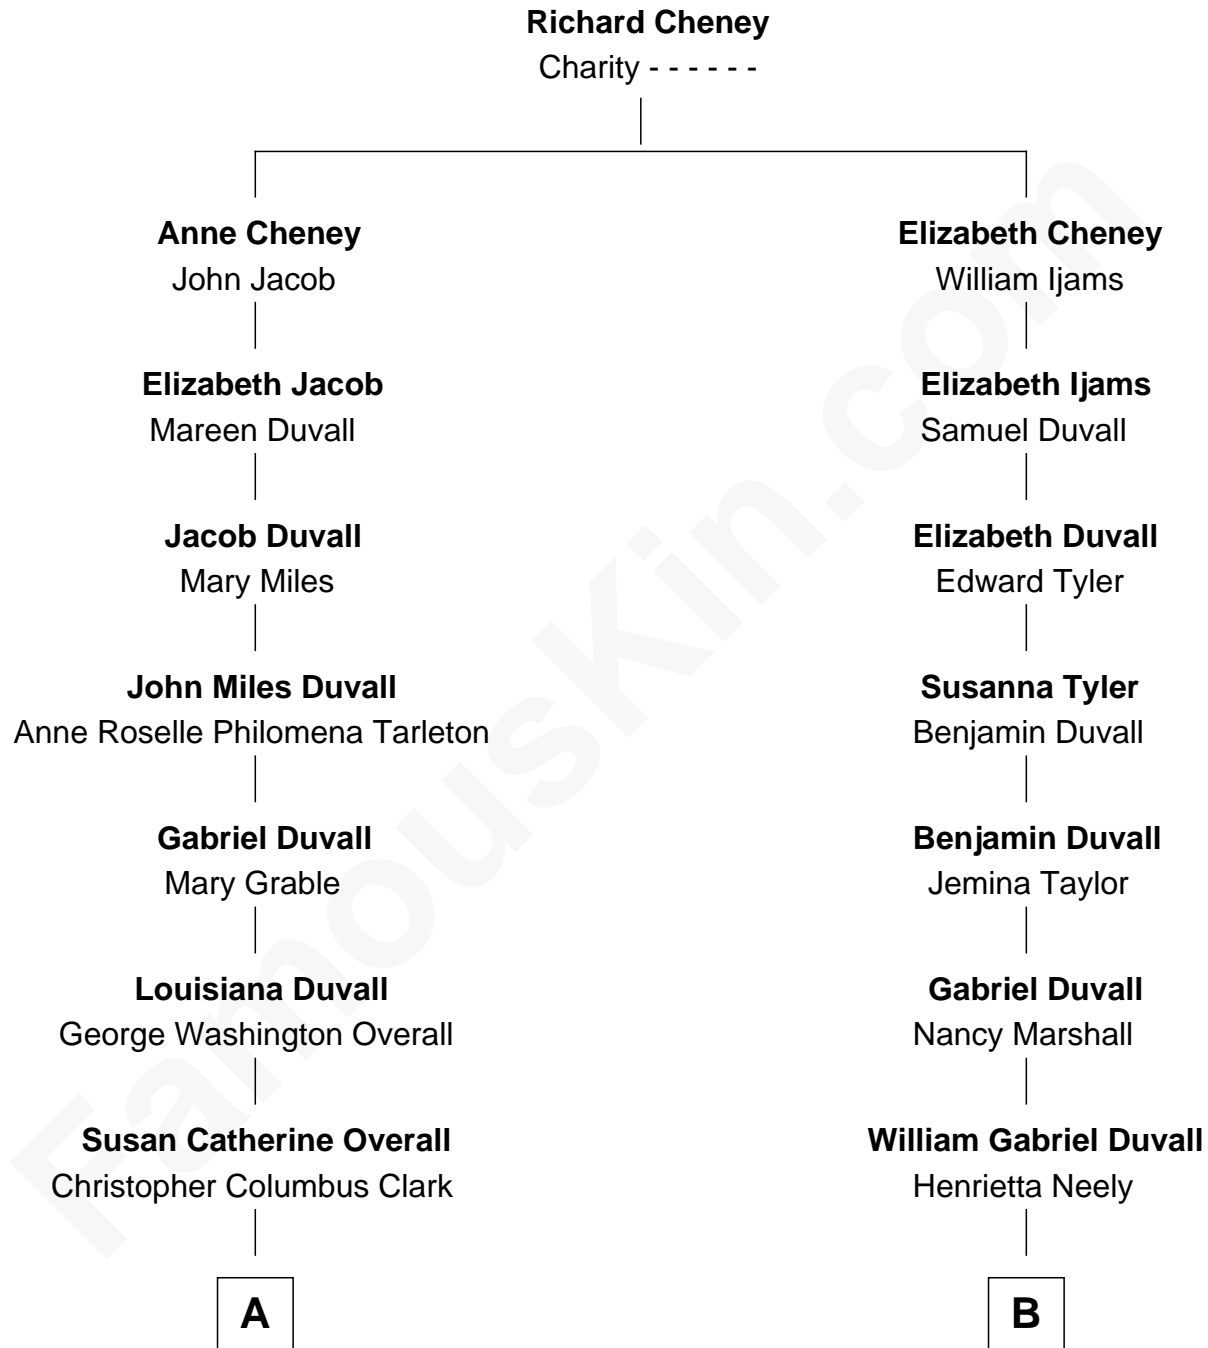 Richard Cheney
Charity - - - - - -
Anne Cheney
John Jacob
Elizabeth Cheney
William Ijams
Elizabeth Jacob
Mareen Duvall
Elizabeth Ijams
Samuel Duvall
Jacob Duvall
Mary Miles
Elizabeth Duvall
Edward Tyler
John Miles Duvall
Anne Roselle Philomena Tarleton
Susanna Tyler
Benjamin Duvall
Gabriel Duvall
Mary Grable
Benjamin Duvall
Jemina Taylor
Louisiana Duvall
George Washington Overall
Gabriel Duvall
Nancy Marshall
Susan Catherine Overall
Christopher Columbus Clark
William Gabriel Duvall
Henrietta Neely
A
B
FamousKin.com